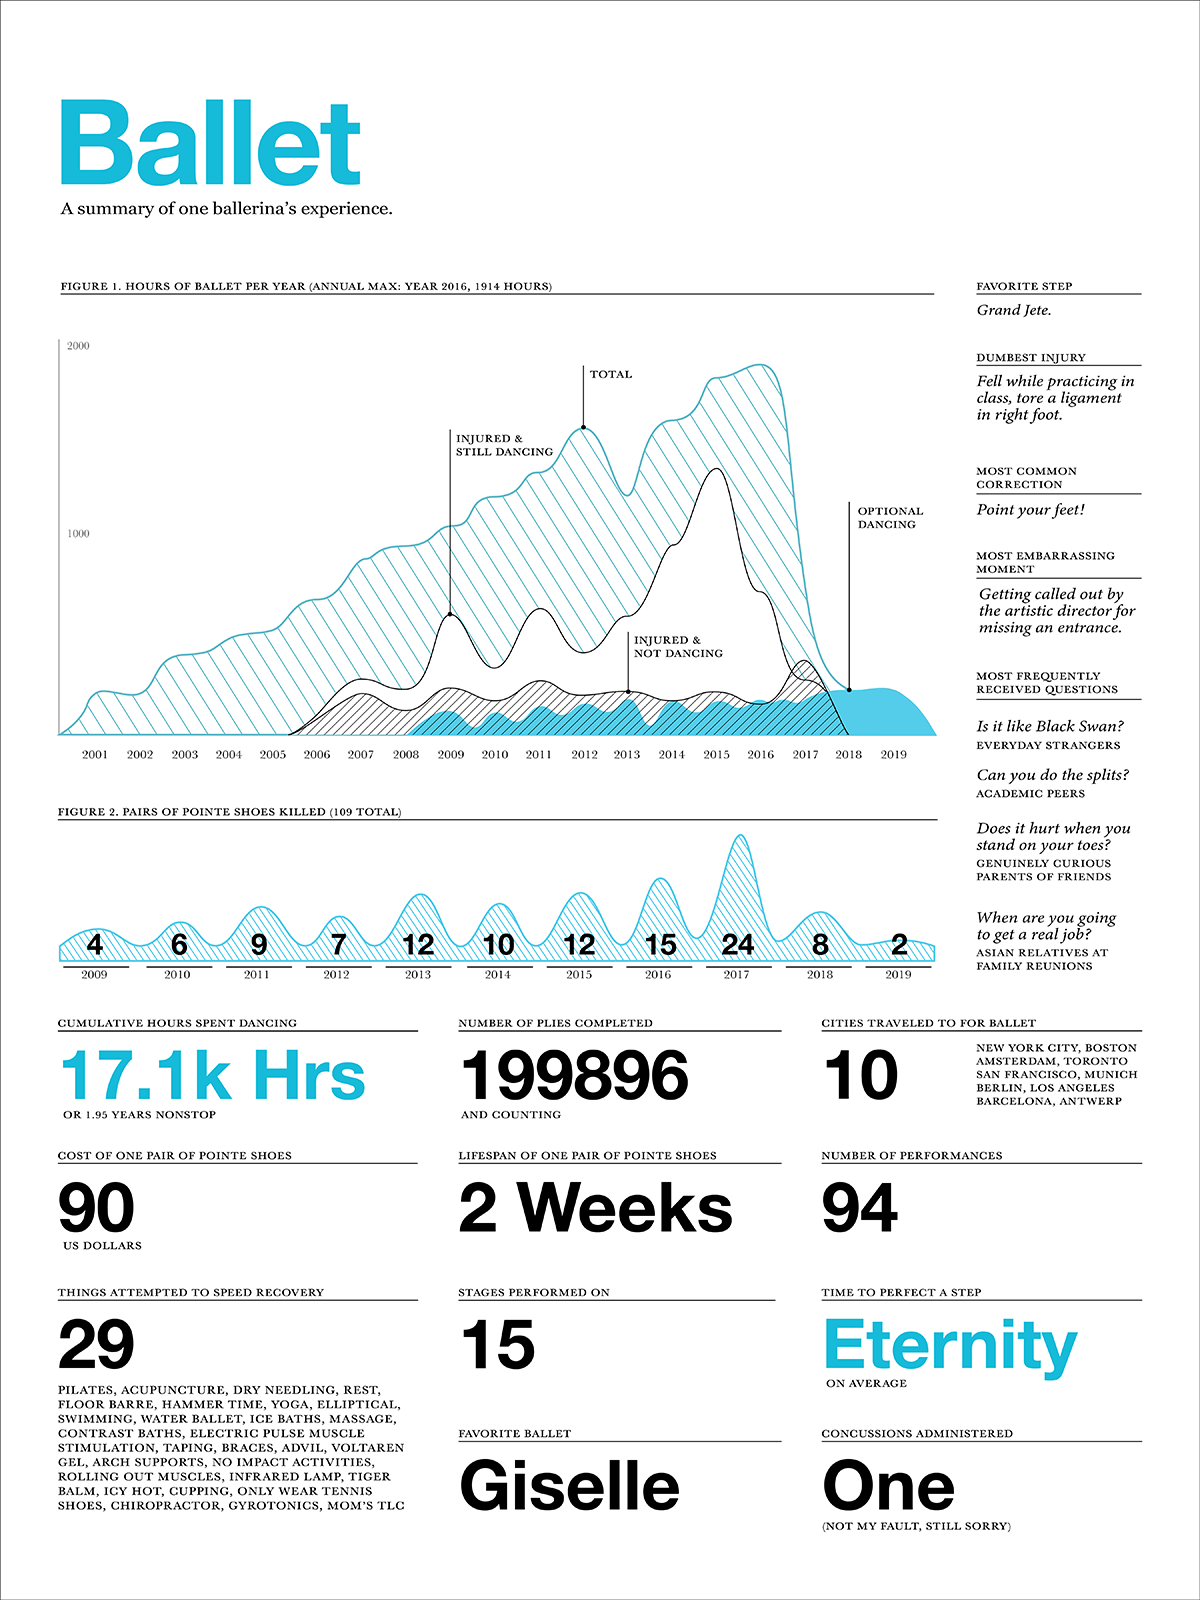 Ballet
A summary of one ballerina’s experience.
FIGURE 1. HOURS OF BALLET PER YEAR (ANNUAL MAX: YEAR 2016, 1914 HOURS)
2000
1000
TOTAL
INJURED &
STILL DANCING
OPTIONAL
DANCING
INJURED &
NOT DANCING
2001 2002 2003 2004 2005 2006 2007 2008 2009 2010 2011 2012 2013 2014 2015 2016 2017 2018 2019
FAVORITE STEP
Grand Jete.
DUMBEST INJURY
Fell while practicing in
class, tore a ligament
in right foot.
MOST COMMON
CORRECTION
Point your feet!
MOST EMBARRASSING
MOMENT
Getting called out by
the artistic director for
missing an entrance.
MOST FREQUENTLY
RECEIVED QUESTIONS
Is it like Black Swan?
EVERYDAY STRANGERS
Can you do the splits?
ACADEMIC PEERS
Does it hurt when you
stand on your toes?
GENUINELY CURIOUS
PARENTS OF FRIENDS
When are you going
to get a real job?
ASIAN RELATIVES AT
FAMILY REUNIONS
FIGURE 2. PAIRS OF POINTE SHOES KILLED (109 TOTAL)
4 6 9 7 12 10 12 15 24 8 2
2009 2010 2011 2012 2013 2014 2015 2016 2017 2018 2019
CUMULATIVE HOURS SPENT DANCING
17.1k Hrs
OR 1.95 YEARS NONSTOP
NUMBER OF PLIES COMPLETED
199896
AND COUNTING
CITIES TRAVELED TO FOR BALLET
10
NEW YORK CITY, BOSTON
AMSTERDAM, TORONTO
SAN FRANCISCO, MUNICH
BERLIN, LOS ANGELES
BARCELONA, ANTWERP
COST OF ONE PAIR OF POINTE SHOES
90
US DOLLARS
LIFESPAN OF ONE PAIR OF POINTE SHOES
2 Weeks
NUMBER OF PERFORMANCES
94
THINGS ATTEMPTED TO SPEED RECOVERY
29
PILATES, ACUPUNCTURE, DRY NEEDLING, REST,
FLOOR BARRE, HAMMER TIME, YOGA, ELLIPTICAL,
SWIMMING, WATER BALLET, ICE BATHS, MASSAGE,
CONTRAST BATHS, ELECTRIC PULSE MUSCLE
STIMULATION, TAPING, BRACES, ADVIL, VOLTAREN
GEL, ARCH SUPPORTS, NO IMPACT ACTIVITIES,
ROLLING OUT MUSCLES, INFRARED LAMP, TIGER
BALM, ICY HOT, CUPPING, ONLY WEAR TENNIS
SHOES, CHIROPRACTOR, GYROTONICS, MOM’S TLC
STAGES PERFORMED ON
15
TIME TO PERFECT A STEP
Eternity
ON AVERAGE
FAVORITE BALLET
Giselle
CONCUSSIONS ADMINISTERED
One
(NOT MY FAULT, STILL SORRY)